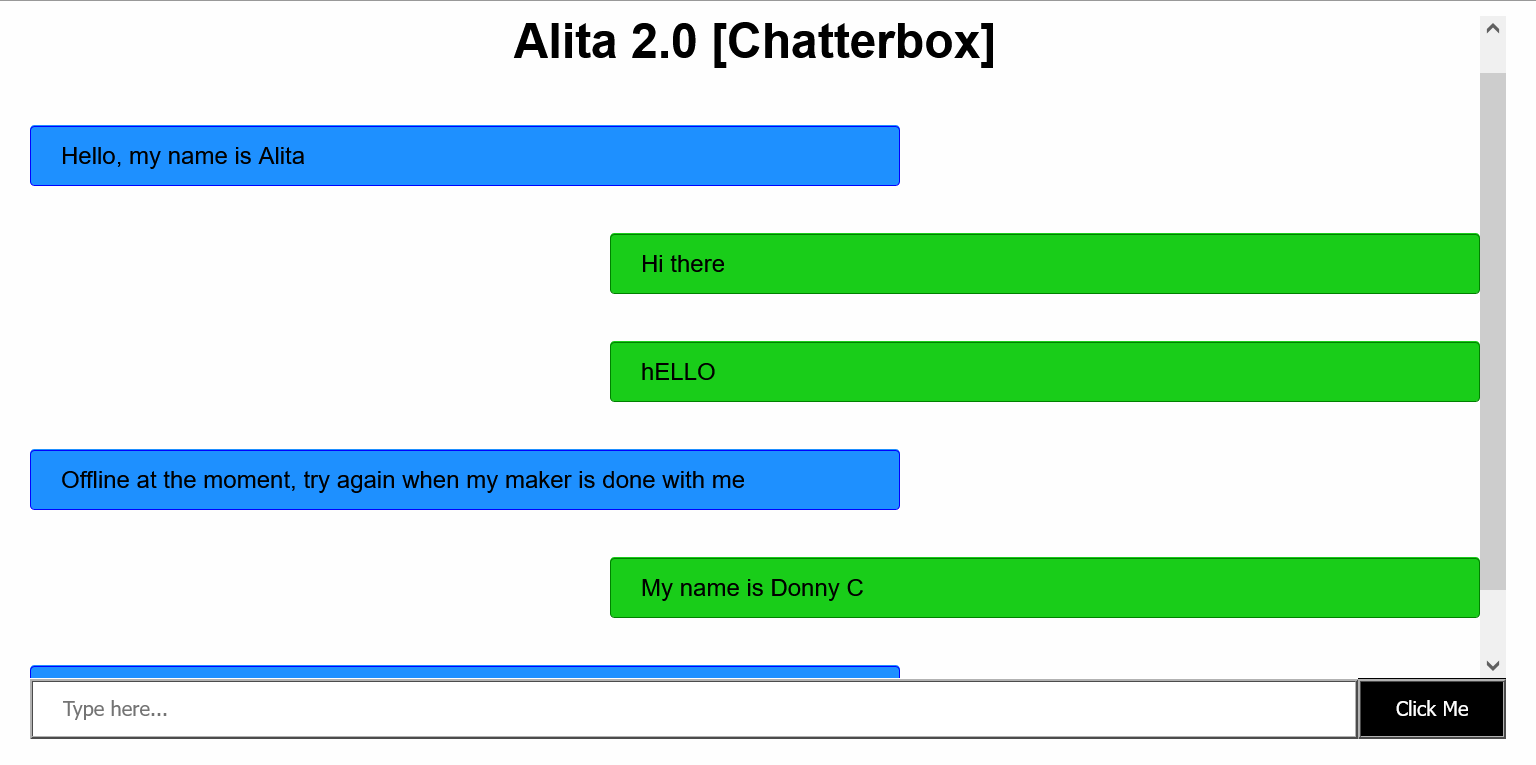 Alita 2.0 [Chatterbox]
Hello, my name is Alita
Hi there
hELLO
Offline at the moment, try again when my maker is done with me
My name is Donny C
Type here...
Click Me